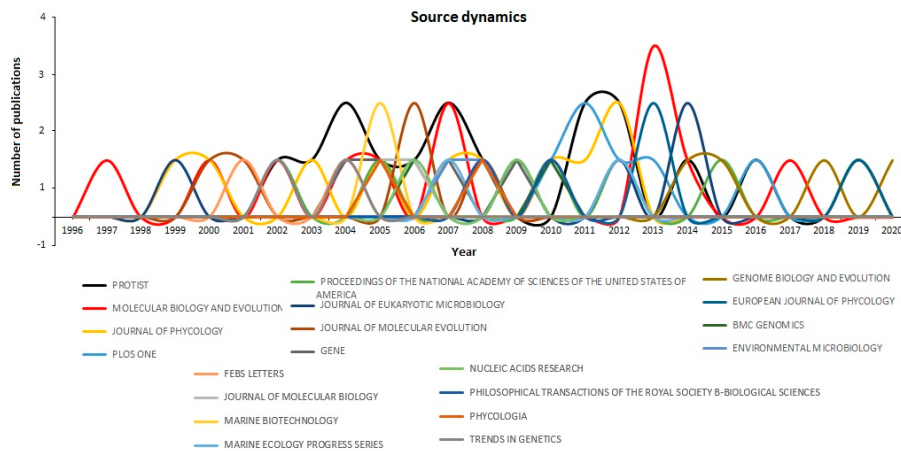 Source dynamics
4
3
2
1
0
-1
Number of publications
1996 1997 1998 1999 2000 2001 2002 2003 2004 2005 2006 2007 2008 2009 2010 2011 2012 2013 2014 2015 2016 2017 2018 2019 2020
Year
PROTIST
MOLECULAR BIOLOGY AND EVOLUTION
JOURNAL OF PHYCOLOGY
PLOS ONE
PROCEEDINGS OF THE NATIONAL ACADEMY OF SCIENCES OF THE UNITED STATES OF
AMERICA
JOURNAL OF EUKARYOTIC MICROBIOLOGY
JOURNAL OF MOLECULAR EVOLUTION
GENE
GENOME BIOLOGY AND EVOLUTION
EUROPEAN JOURNAL OF PHYCOLOGY
BMC GENOMICS
ENVIRONMENTAL MICROBIOLOGY
FEBS LETTERS
JOURNAL OF MOLECULAR BIOLOGY
MARINE BIOTECHNOLOGY
MARINE ECOLOGY PROGRESS SERIES
NUCLEIC ACIDS RESEARCH
PHILOSOPHICAL TRANSACTIONS OF THE ROYAL SOCIETY B-BIOLOGICAL SCIENCES
PHYCOLOGIA
TRENDS IN GENETICS